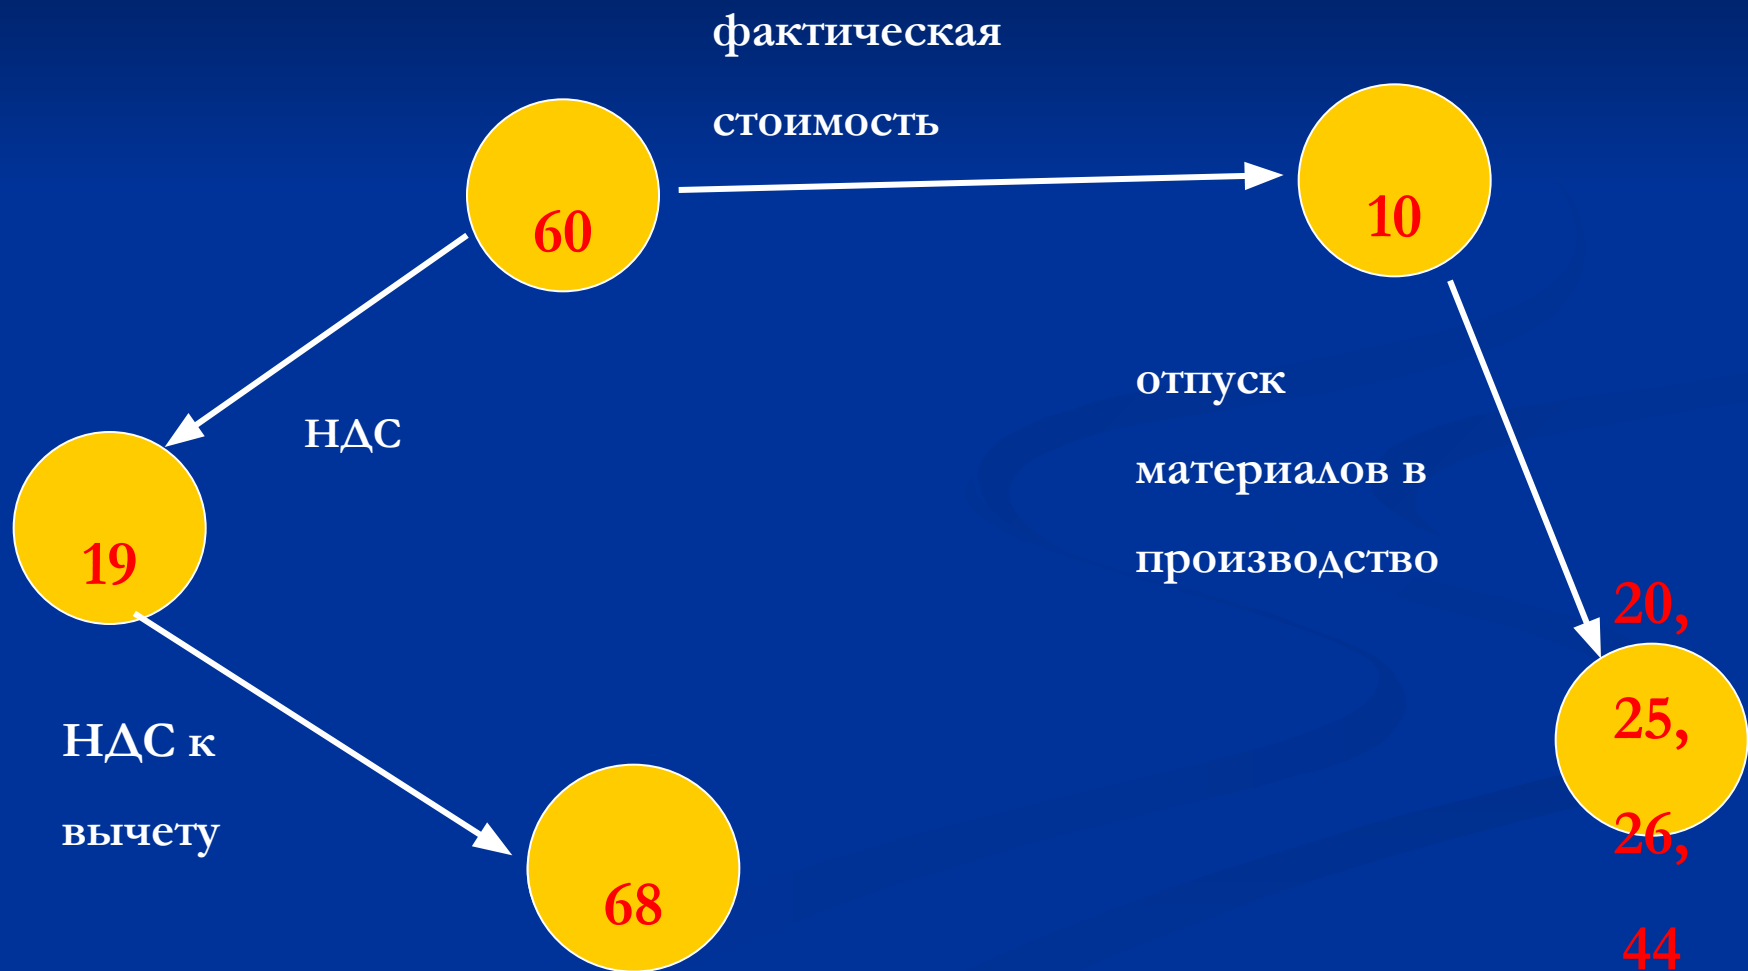 фактическая
стоимость
60
10
отпуск
материалов в
производство
НДС
19
20,
25,
26,
44
НДС к
вычету
68